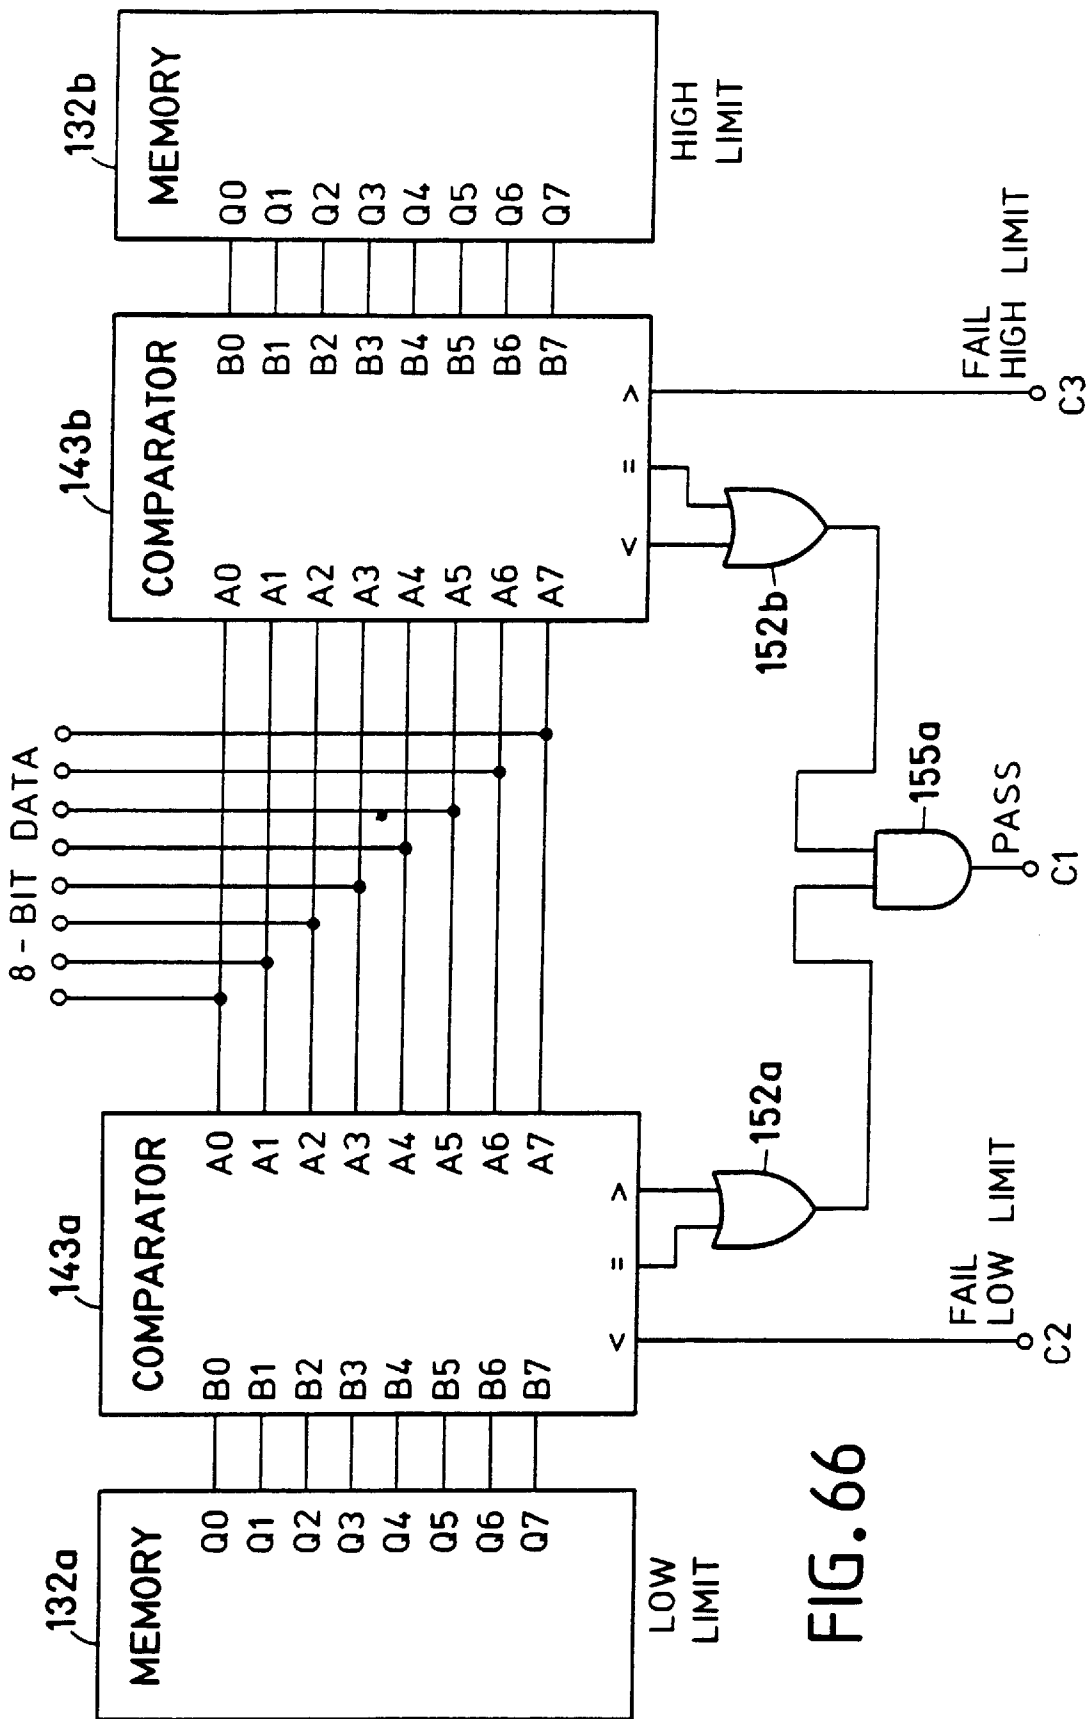 132a
143a
8-BIT DATA
143b
132b
MEMORY
COMPARATOR
COMPARATOR
MEMORY
Q0 B0 A0 A0 B0 Q0
Q1 B1 A1 A1 B1 Q1
Q2 B2 A2 A2 B2 Q2
Q3 B3 A3 A3 B3 Q3
Q4 B4 A4 A4 B4 Q4
Q5 B5 A5 A5 B5 Q5
Q6 B6 A6 A6 B6 Q6
Q7 B7 A7 A7 B7 Q7
< = >
< = >
LOW
LIMIT
HIGH
LIMIT
152a
152b
155a
FAIL
LOW LIMIT
PASS
FAIL
HIGH LIMIT
C2
C1
C3
FIG.66